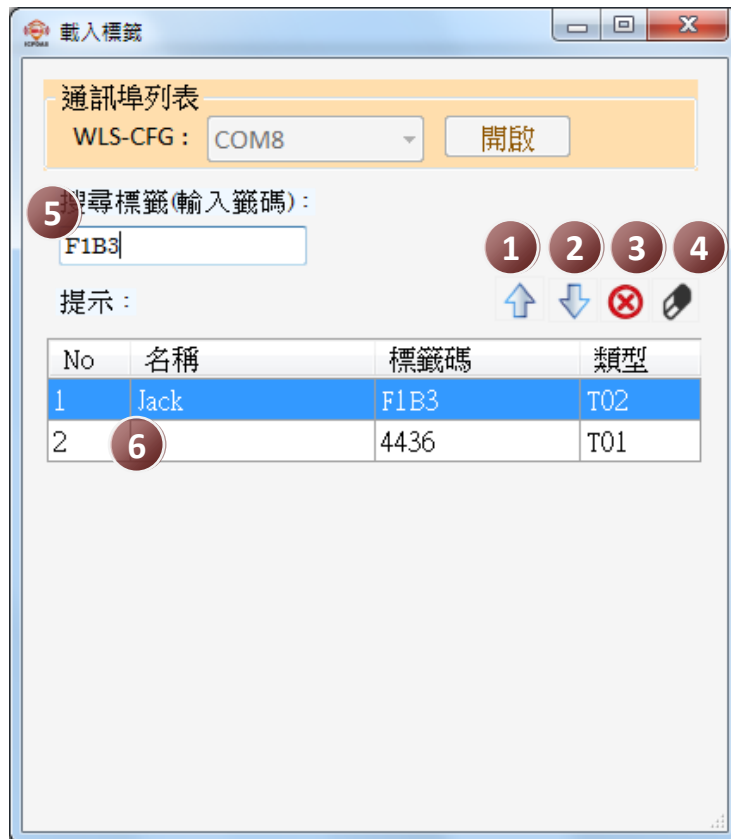 載入標籤
通訊埠列表
WLS-CFG : COM8 開啟
5 搜尋標籤(輸入籤碼) :
F1B3
1 2 3 4
提示 :
No 名稱 標籤碼 類型
1 Jack F1B3 T02
2 6 4436 T01